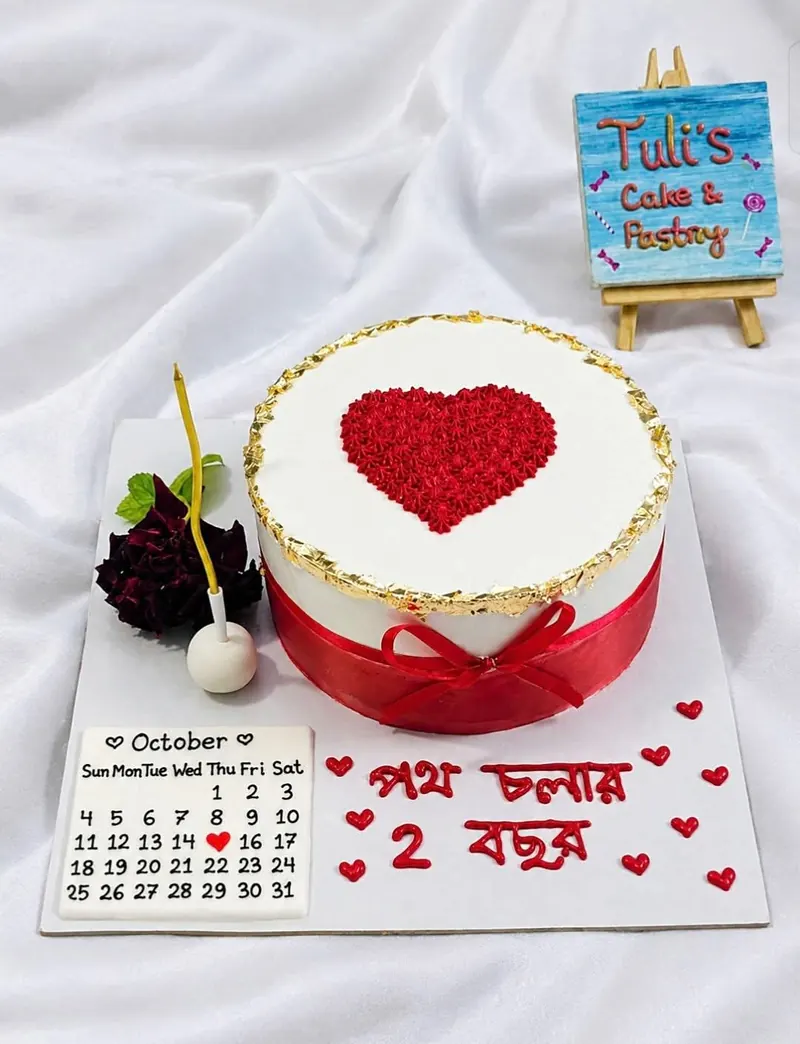 Tuli's
Cake &
Pastry
October
Sun Mon Tue Wed Thu Fri Sat
1 2 3
4 5 6 7 8 9 10
11 12 13 14 16 17
18 19 20 21 22 23 24
25 26 27 28 29 30 31
পথ চলার
2 বছর